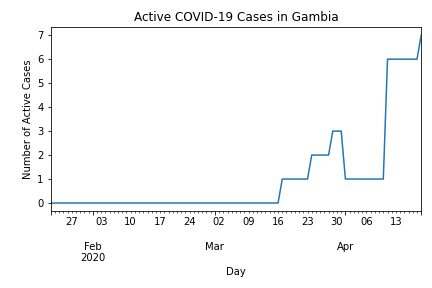 Active COVID-19 Cases in Gambia
Number of Active Cases
7
6
5
4
3
2
1
0
27 03 10 17 24 02 09 16 23 30 06 13
Feb Mar Apr
2020
Day